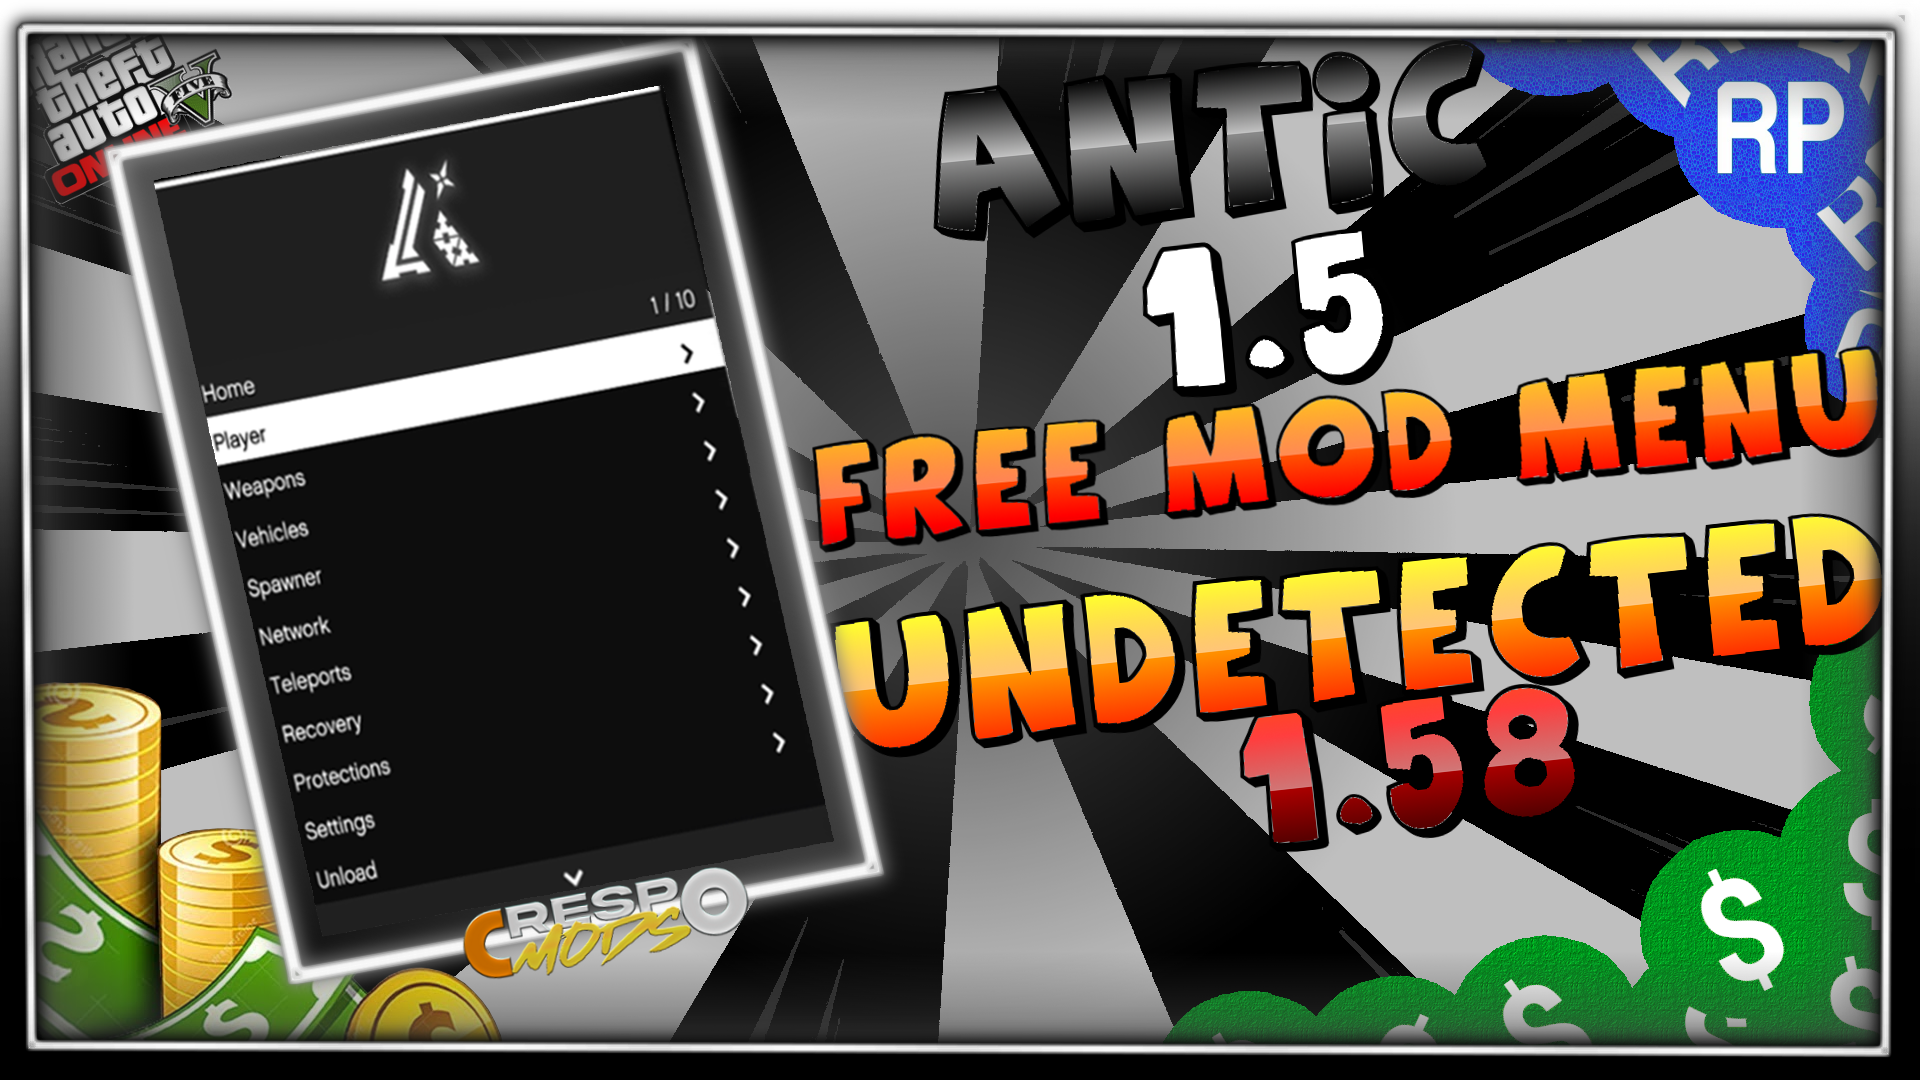 grand
theft
auto V
FIVE
ONLINE
1 / 10
Home
Player
Weapons
Vehicles
Spawner
Network
Teleports
Recovery
Protections
Settings
Unload
CRESPO
MODS
ANTiC
1.5
FREE MOD MENU
UNDETECTED
1.58
RP
$
$
$